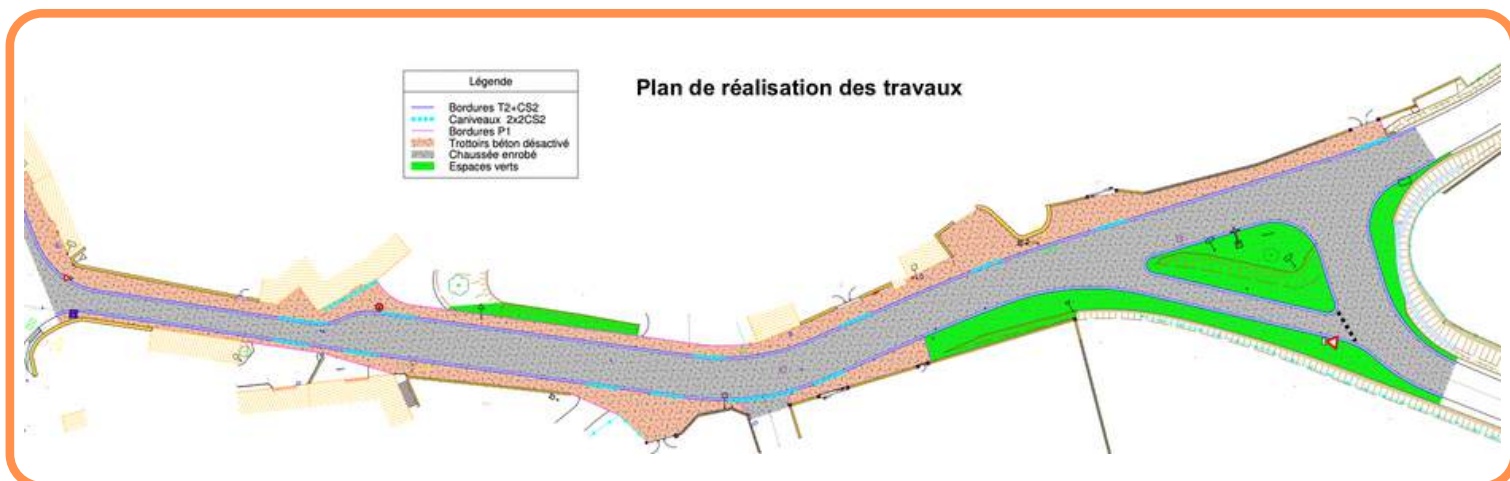 Plan de réalisation des travaux
Légende
Bordures T2+CS2
Caniveaux 2x2CS2
Bordures P1
Trottoirs béton désactivé
Chaussée enrobé
Espaces verts